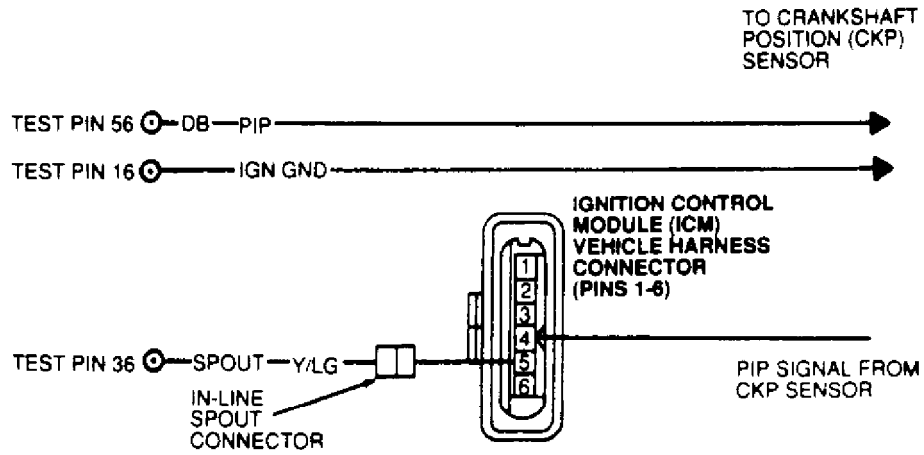 TO CRANKSHAFT
POSITION (CKP)
SENSOR
TEST PIN 56 DB PIP
TEST PIN 16 IGN GND
IGNITION CONTROL
MODULE (ICM)
VEHICLE HARNESS
CONNECTOR
(PINS 1-6)
1
2
3
4
5
6
TEST PIN 36 SPOUT Y/LG
IN-LINE
SPOUT
CONNECTOR
PIP SIGNAL FROM
CKP SENSOR